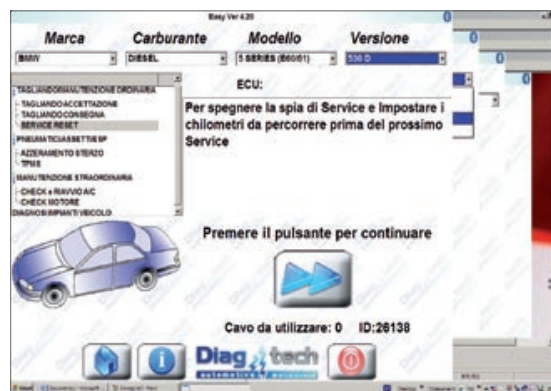 Easy Ver 4.20
Marca Carburante Modello Versione
BMW DIESEL 5 SERIES (E60/61) 530 D
TAGLIANDO/MANUTENZIONE ORDINARIA
TAGLIANDO ACCETTAZIONE
TAGLIANDO CONSEGNA
SERVICE RESET
PNEUMATICI/ASSETTI/ESP
AZZERAMENTO STERZO
TPMS
MANUTENZIONE STRAORDINARIA
CHECK e RIAVVIO A/C
CHECK MOTORE
DIAGNOSI IMPIANTI VEICOLO
ECU:
Per spegnere la spia di Service e Impostare i
chilometri da percorrere prima del prossimo
Service
Premere il pulsante per continuare
Cavo da utilizzare: 0 ID:26138
Diag tech